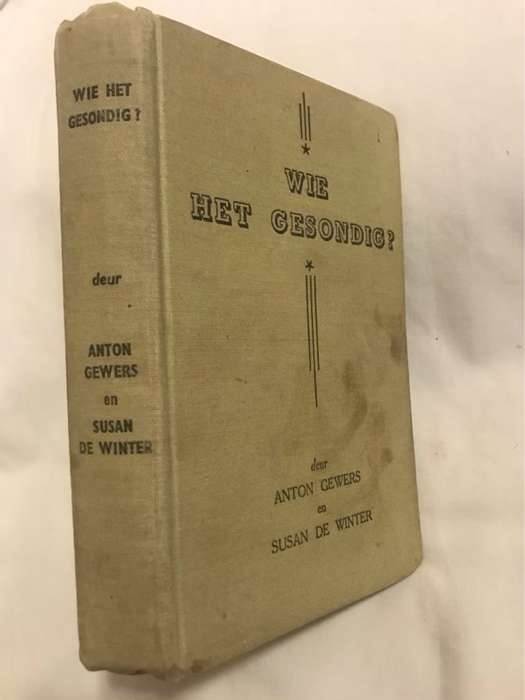 WIE HET
GESONDIG?
deur
ANTON
GEWERS
en
SUSAN
DE WINTER
WIE
HET GESONDIG?
deur
ANTON GEWERS
en
SUSAN DE WINTER